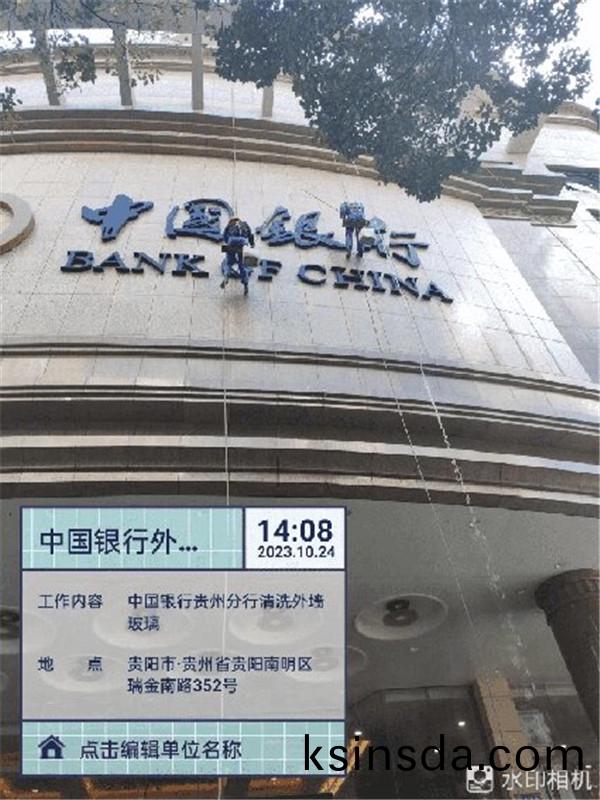 中国银行
BANK OF CHINA
中国银行外...
14:08
2023.10.24
工作内容 中国银行贵州分行清洗外墙
玻璃
地 点 贵阳市·贵州省贵阳南明区
瑞金南路352号
点击编辑单位名称
ksinsda.com
水印相机
8
8
8